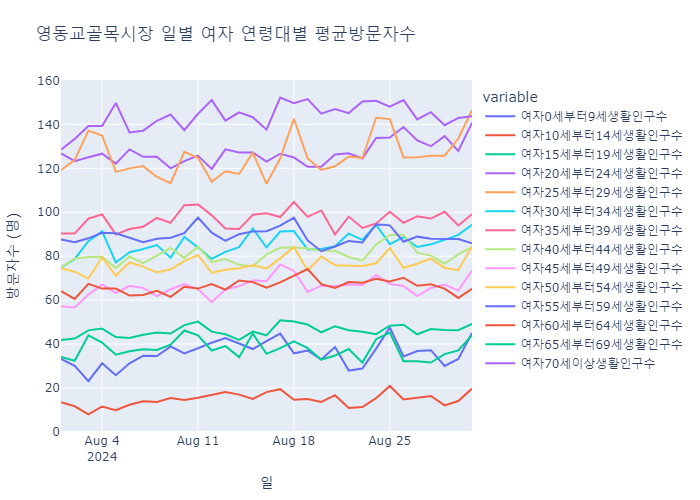 영동교골목시장 일별 여자 연령대별 평균방문자수
variable
여자0세부터9세생활인구수
여자10세부터14세생활인구수
여자15세부터19세생활인구수
여자20세부터24세생활인구수
여자25세부터29세생활인구수
여자30세부터34세생활인구수
여자35세부터39세생활인구수
여자40세부터44세생활인구수
여자45세부터49세생활인구수
여자50세부터54세생활인구수
여자55세부터59세생활인구수
여자60세부터64세생활인구수
여자65세부터69세생활인구수
여자70세이상생활인구수
방문자수 (명)
160
140
120
100
80
60
40
20
0
Aug 4 Aug 11 Aug 18 Aug 25
2024
일